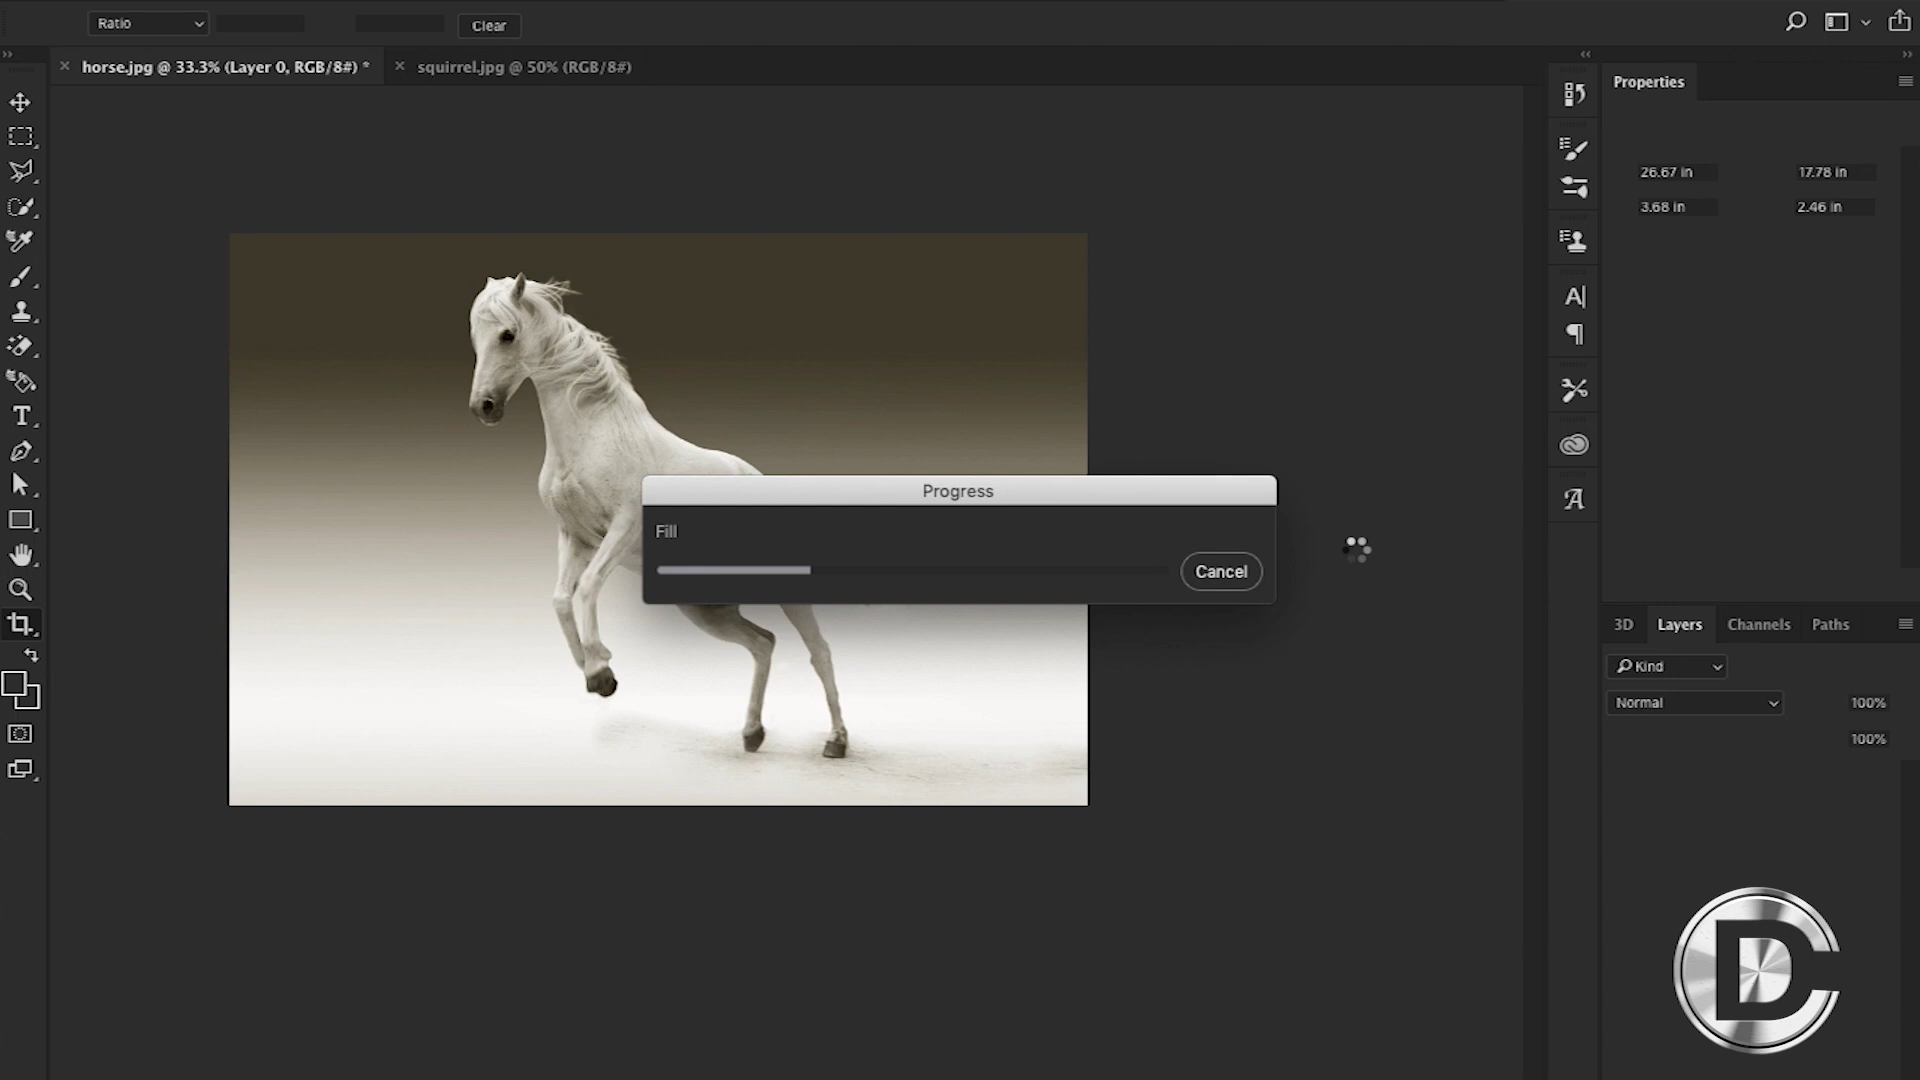 Ratio
Clear
horse.jpg @ 33.3% (Layer 0, RGB/8#) *
squirrel.jpg @ 50% (RGB/8#)
Properties
26.67 in
17.78 in
3.68 in
2.46 in
Progress
Fill
Cancel
3D
Layers
Channels
Paths
Kind
Normal
100%
100%
DC